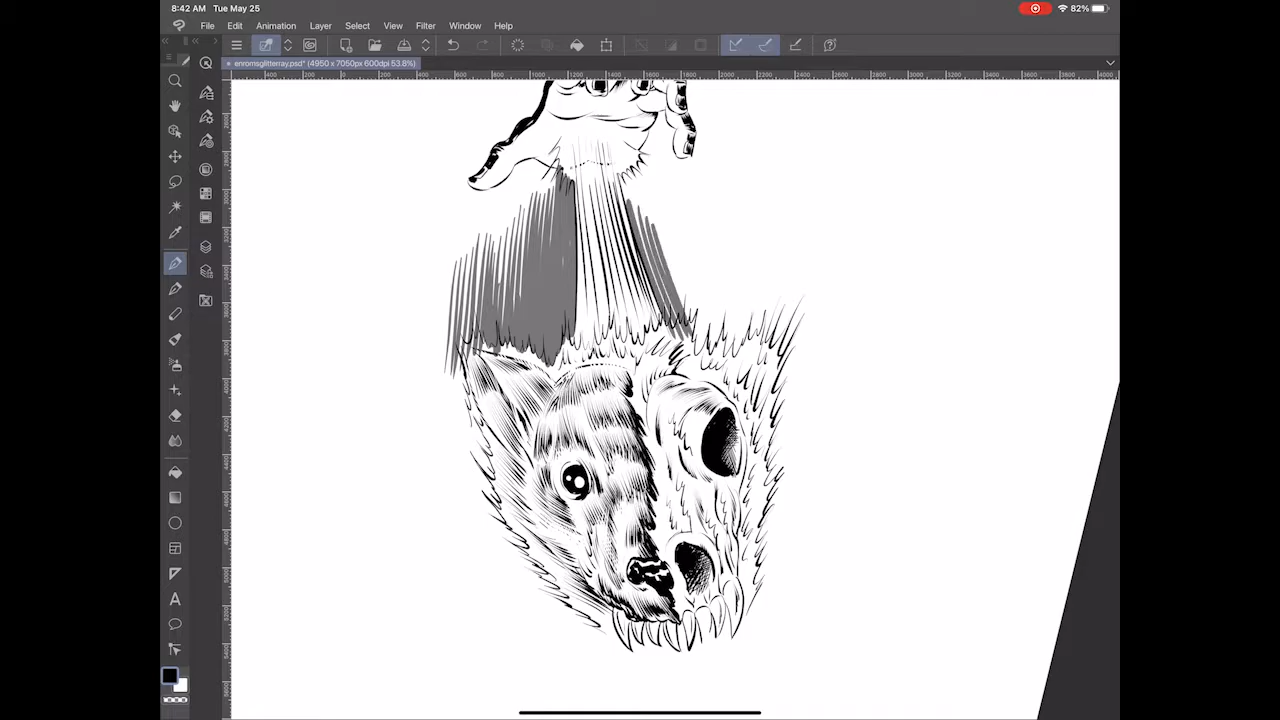 8:42 AM Tue May 25
82%
File Edit Animation Layer Select View Filter Window Help
enromsglitterray.psd* (4950 x 7050px 600dpi 53.8%)